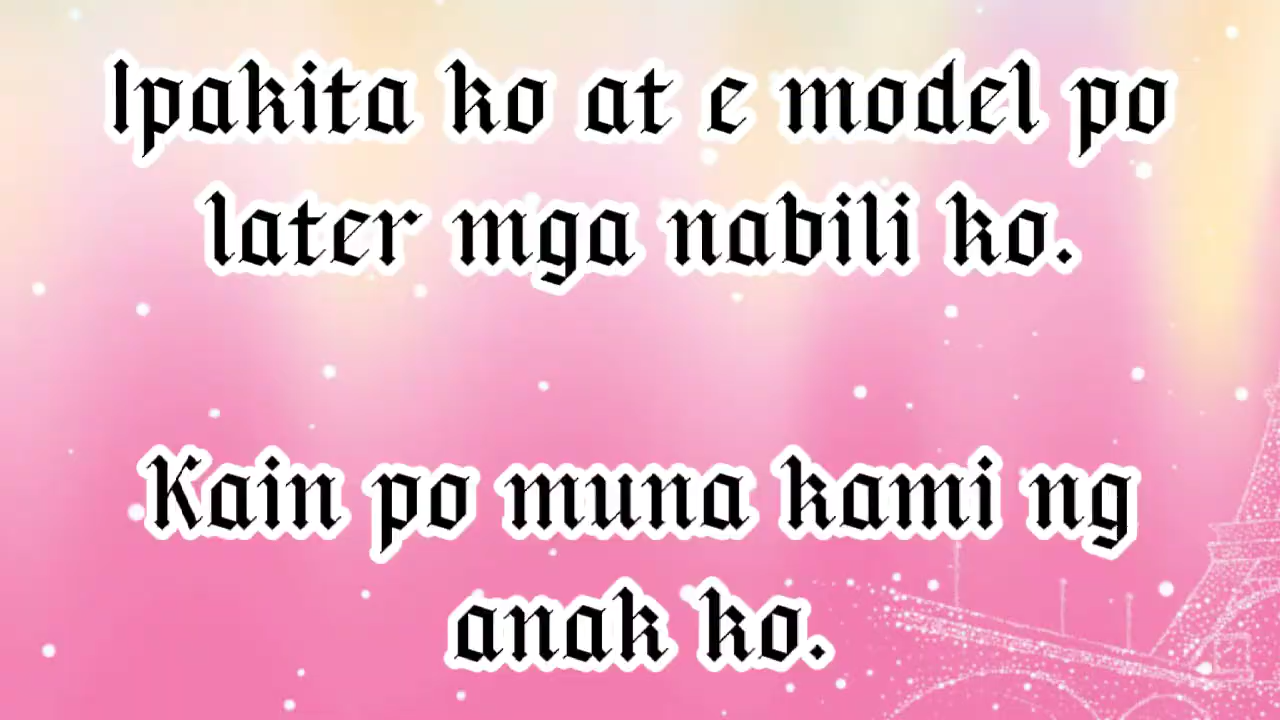 Ipakita ko at e model po
later mga nabili ko.
Kain po muna kami ng
anak ko.